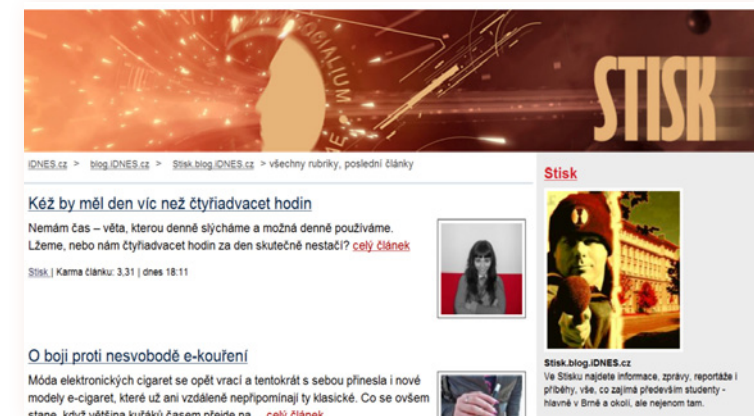 STISK
iDNES.cz > blog.iDNES.cz > Stisk.blog.iDNES.cz > všechny rubriky, poslední články
Kéž by měl den víc než čtyřiadvacet hodin
Nemám čas – věta, kterou denně slýcháme a možná denně používáme.
Lžeme, nebo nám čtyřiadvacet hodin za den skutečně nestačí? celý článek
Stisk | Karma článku: 3,31 | dnes 18:11
O boji proti nesvobodě e-kouření
Móda elektronických cigaret se opět vrací a tentokrát s sebou přinesla i nové
modely e-cigaret, které už ani vzdáleně nepřipomínají ty klasické. Co se ovšem
stane, když většina kuřáků časem přejde na ... celý článek
Stisk
Stisk.blog.iDNES.cz
Ve Stisku najdete informace, zprávy, reportáže i
příběhy, vše, co zajímá především studenty -
hlavně v Brně a okolí, ale nejenom tam.